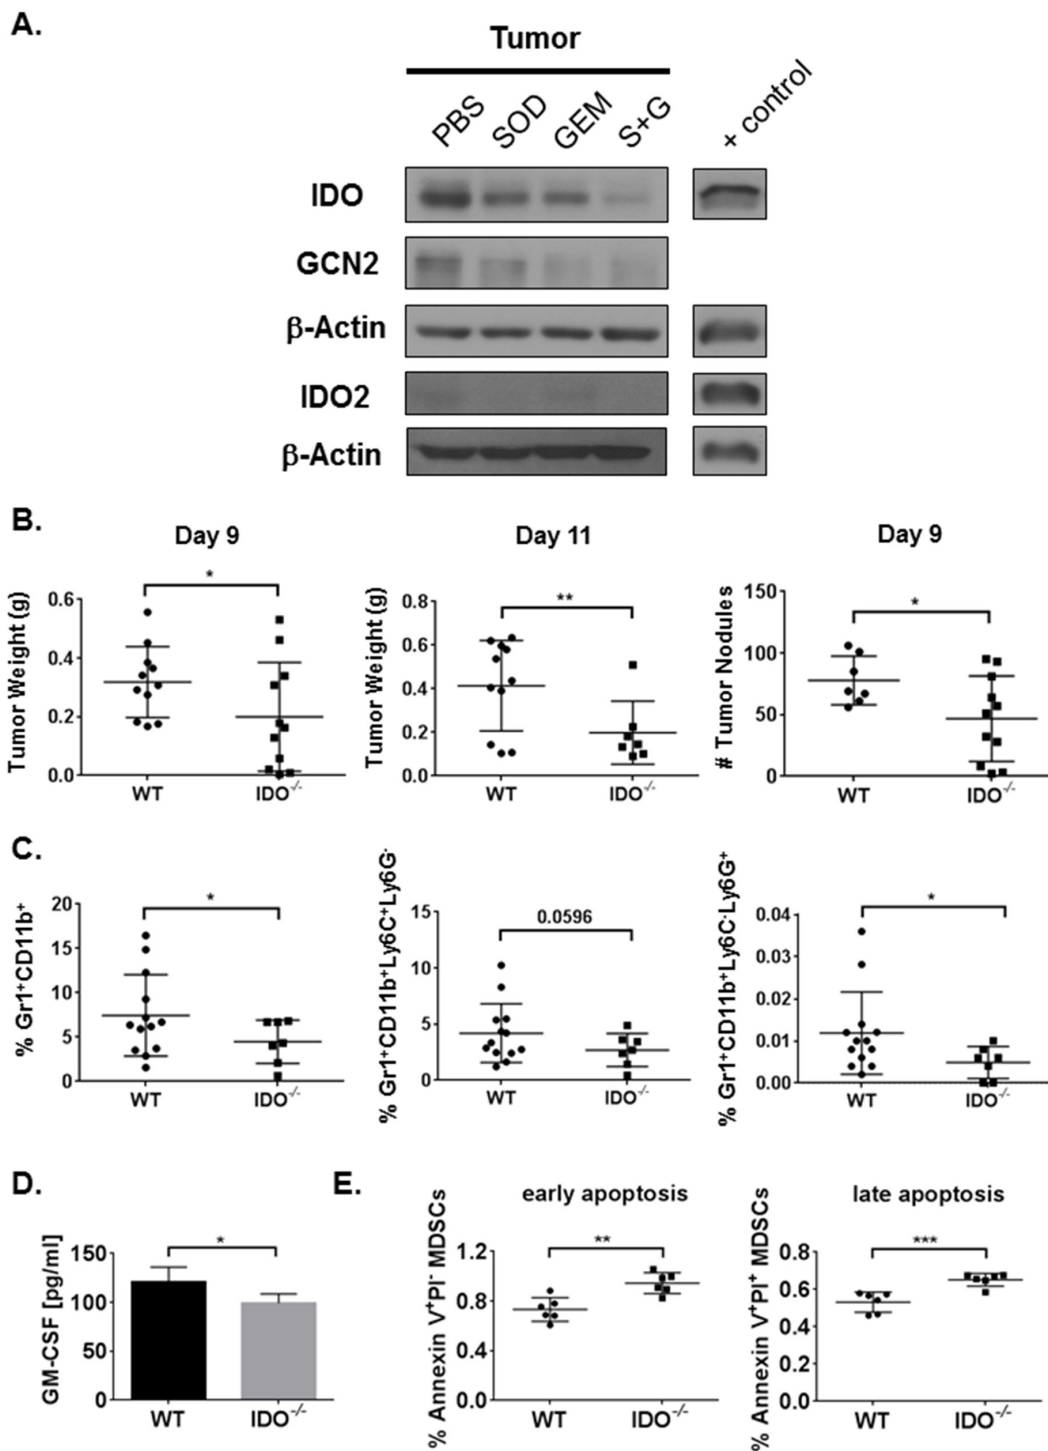 A.
Tumor
PBS SOD GEM S+G + control
IDO
GCN2
β-Actin
IDO2
β-Actin
B.
Day 9
Tumor Weight (g)
*
0.6
0.4
0.2
0.0
WT IDO-/-
Day 11
Tumor Weight (g)
**
0.8
0.6
0.4
0.2
0.0
WT IDO-/-
Day 9
# Tumor Nodules
*
150
100
50
0
WT IDO-/-
C.
% Gr1+CD11b+
*
20
15
10
5
0
WT IDO-/-
% Gr1+CD11b+Ly6C+Ly6G-
0.0596
15
10
5
0
WT IDO-/-
% Gr1+CD11b+Ly6C-Ly6G+
*
0.04
0.03
0.02
0.01
0.00
WT IDO-/-
D.
GM-CSF [pg/ml]
*
150
100
50
0
WT IDO-/-
E.
early apoptosis
% Annexin V+PI- MDSCs
**
1.2
0.8
0.4
0.0
WT IDO-/-
late apoptosis
% Annexin V+PI+ MDSCs
***
0.8
0.6
0.4
0.2
0.0
WT IDO-/-